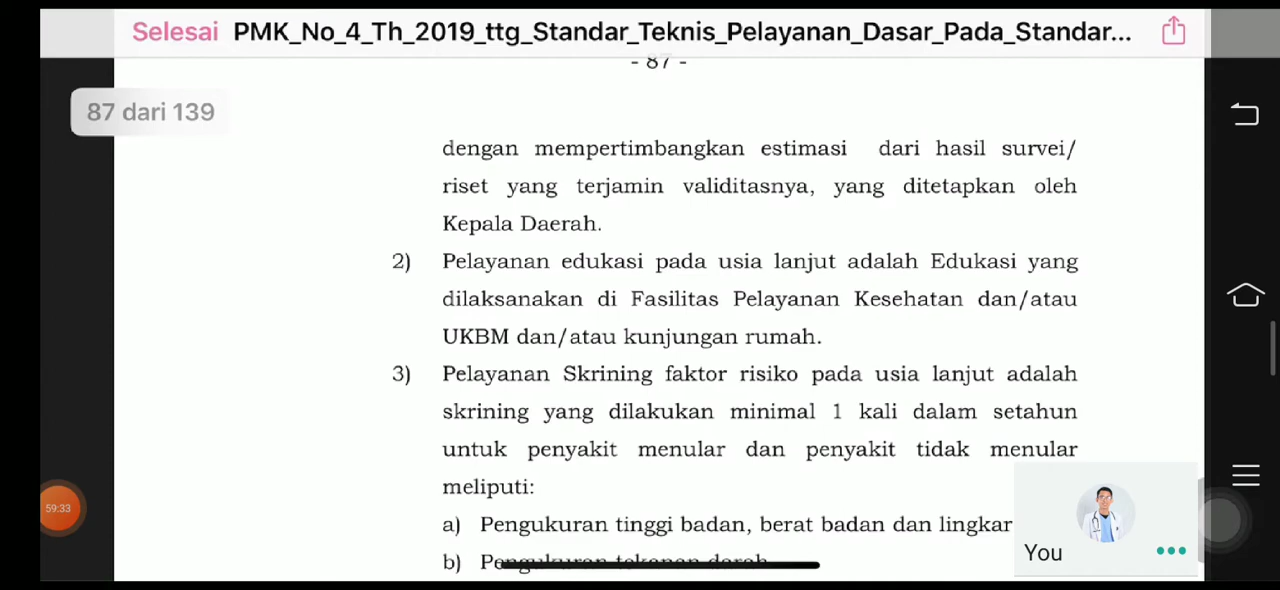 Selesai PMK_No_4_Th_2019_ttg_Standar_Teknis_Pelayanan_Dasar_Pada_Standar...
- 87 -
87 dari 139
dengan mempertimbangkan estimasi dari hasil survei/
riset yang terjamin validitasnya, yang ditetapkan oleh
Kepala Daerah.
2) Pelayanan edukasi pada usia lanjut adalah Edukasi yang
dilaksanakan di Fasilitas Pelayanan Kesehatan dan/atau
UKBM dan/atau kunjungan rumah.
3) Pelayanan Skrining faktor risiko pada usia lanjut adalah
skrining yang dilakukan minimal 1 kali dalam setahun
untuk penyakit menular dan penyakit tidak menular
meliputi:
59:33
a) Pengukuran tinggi badan, berat badan dan lingkar
b) Pengukuran tekanan darah
You